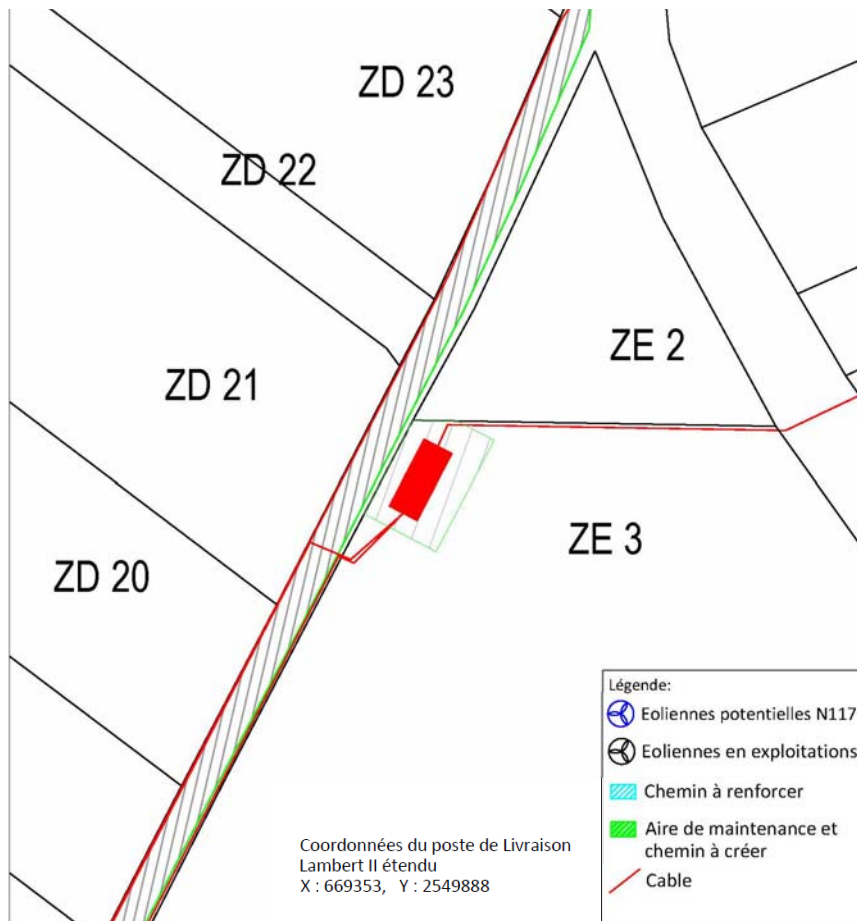 ZD 23
ZD 22
ZE 2
ZD 21
ZE 3
ZD 20
Légende:
Eoliennes potentielles N117
Eoliennes en exploitations
Chemin à renforcer
Aire de maintenance et
chemin à créer
Cable
Coordonnées du poste de Livraison
Lambert II étendu
X : 669353, Y : 2549888